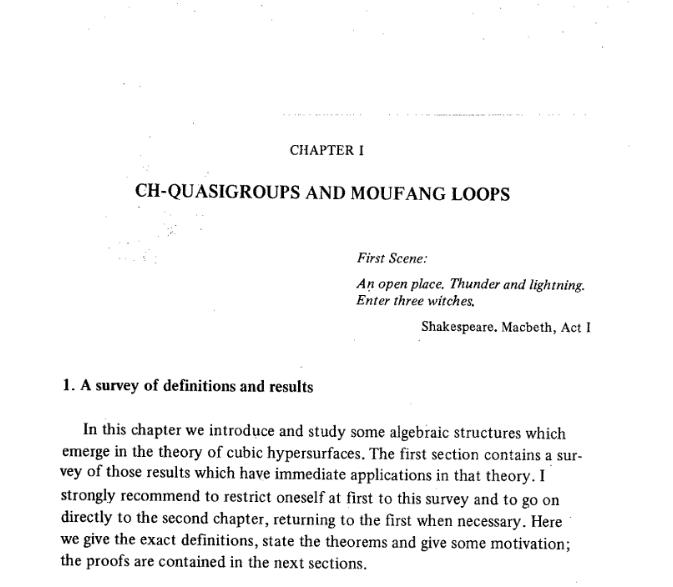 CHAPTER I
CH-QUASIGROUPS AND MOUFANG LOOPS
First Scene:
An open place. Thunder and lightning.
Enter three witches.
Shakespeare. Macbeth, Act I
1. A survey of definitions and results
In this chapter we introduce and study some algebraic structures which
emerge in the theory of cubic hypersurfaces. The first section contains a sur-
vey of those results which have immediate applications in that theory. I
strongly recommend to restrict oneself at first to this survey and to go on
directly to the second chapter, returning to the first when necessary. Here
we give the exact definitions, state the theorems and give some motivation;
the proofs are contained in the next sections.